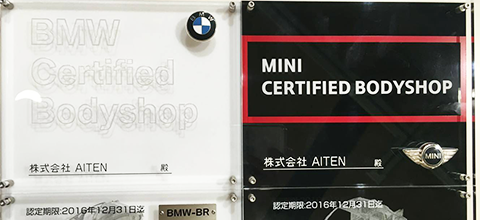 BMW
BMW
Certified
Bodyshop
株式会社 AITEN 殿
認定期限:2016年12月31日迄
BMW-BR
MINI
CERTIFIED BODYSHOP
株式会社 AITEN 殿
MINI
認定期限:2016年12月31日迄